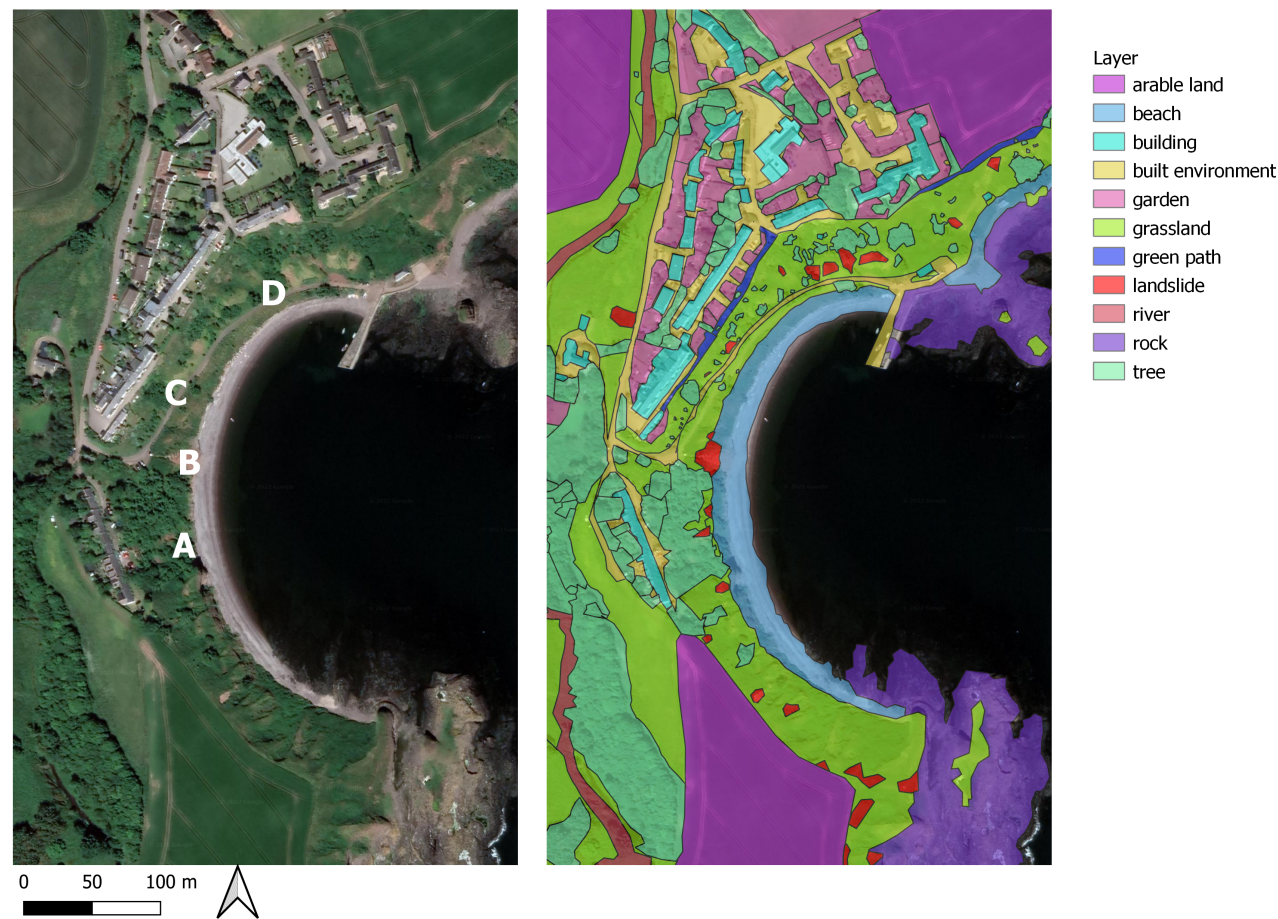 D
C
B
A
0 50 100 m
Layer
arable land
beach
building
built environment
garden
grassland
green path
landslide
river
rock
tree